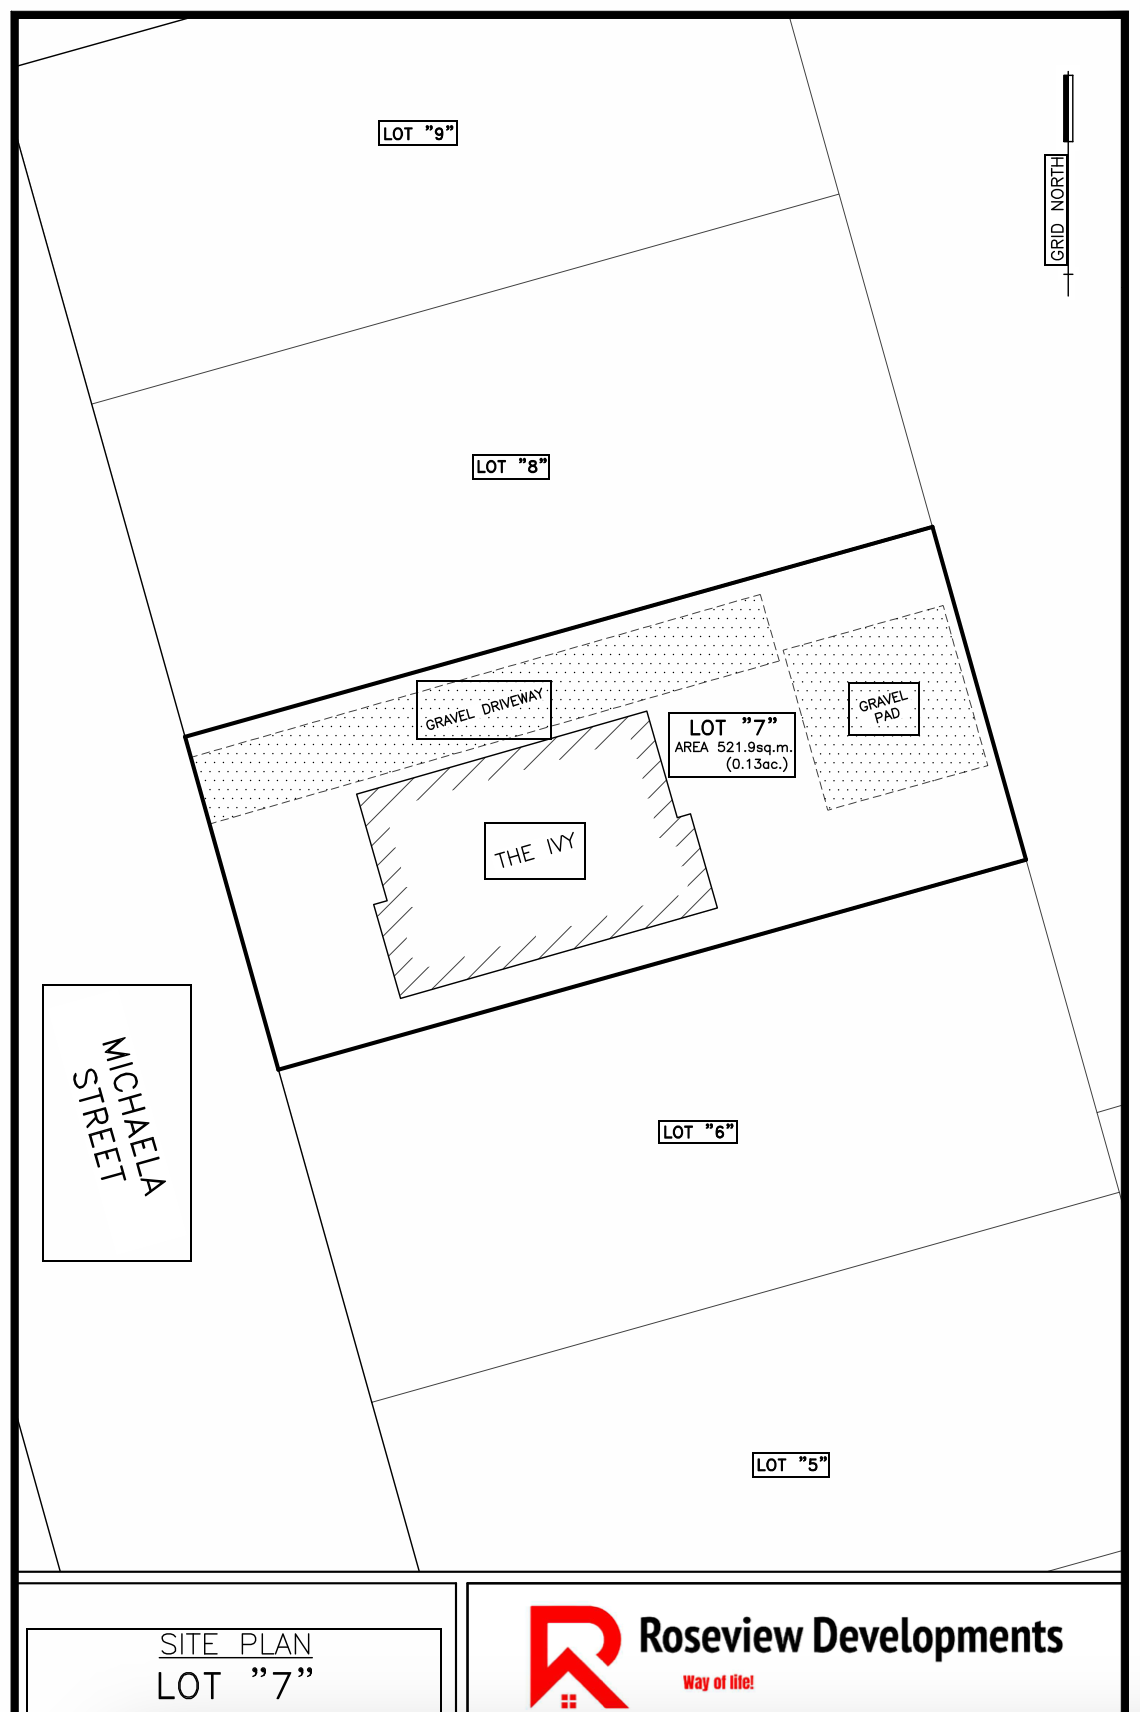 LOT "9"
GRID NORTH
LOT "8"
GRAVEL DRIVEWAY
GRAVEL
PAD
LOT "7"
AREA 521.9sq.m.
(0.13ac.)
THE IVY
MICHAELA
STREET
LOT "6"
LOT "5"
SITE PLAN
LOT "7"
Roseview Developments
Way of life!